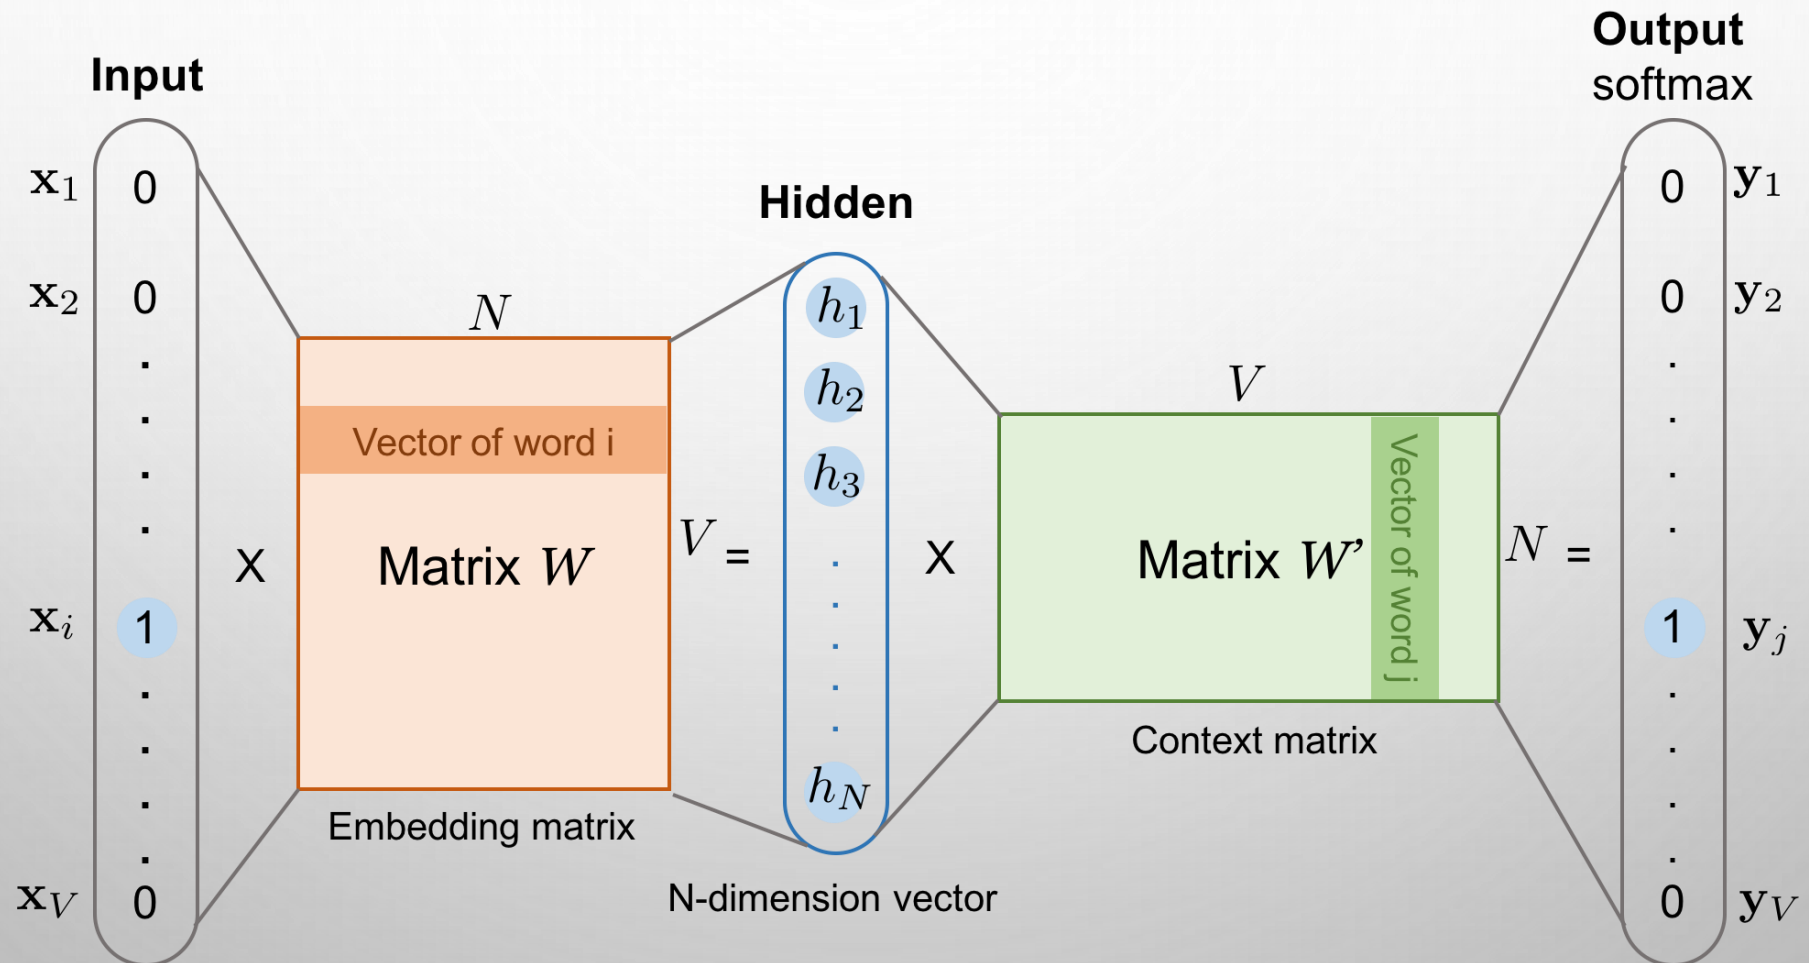 Input
x1 0
x2 0
.
.
.
.
xi 1
.
.
.
.
xV 0
X
N
Vector of word i
Matrix W
V =
Embedding matrix
Hidden
h1
h2
h3
.
.
.
.
.
hN
N-dimension vector
X
V
Matrix W’
Vector of word j
N =
Context matrix
Output
softmax
0 y1
0 y2
.
.
.
.
1 yj
.
.
.
.
0 yV